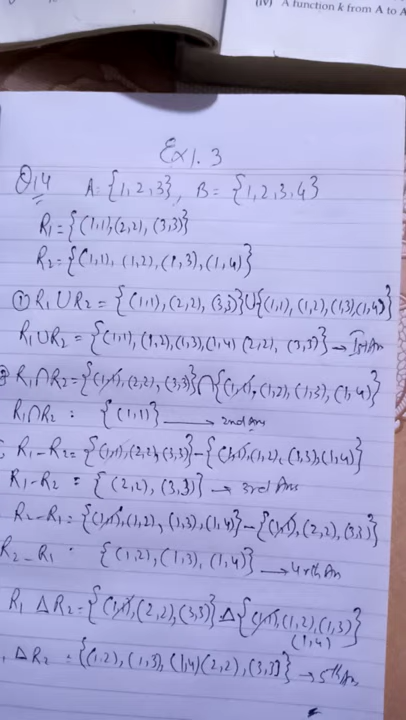 (iv) A function k from A to A
Ex 1.3
Q14 A = {1,2,3}, B = {1,2,3,4}
R₁ = {(1,1),(2,2), (3,3)}
R₂ = {(1,1), (1,2), (1,3), (1,4)}
① R₁∪R₂ = {(1,1), (2,2), (3,3)}∪{(1,1), (1,2), (1,3), (1,4)}
R₁∪R₂ = {(1,1), (1,2), (1,3), (1,4) (2,2), (3,3)} → 1st An
R₁∩R₂ = {(1,1), (2,2), (3,3)} ∩ {(1,1), (1,2), (1,3), (1,4)}
R₁∩R₂ : {(1,1)} → 2nd Ans
R₁-R₂ = {(1,1),(2,2), (3,3)} - {(1,1), (1,2), (3,3), (1,4)}
R₁-R₂ = {(2,2), (3,3)} → 3rd Ans
R₂-R₁ = {(1,1), (1,2), (1,3), (1,4)} - {(1,1), (2,2), (3,3)}
R₂-R₁ : {(1,2), (1,3), (1,4)} → 4rth An
R₁ Δ R₂ = {(1,1), (2,2), (3,3)} Δ {(1,1), (1,2), (1,3)
(1,4)}
Δ R₂ = {(1,2), (1,3), (1,4) (2,2), (3,3)} → 5th An